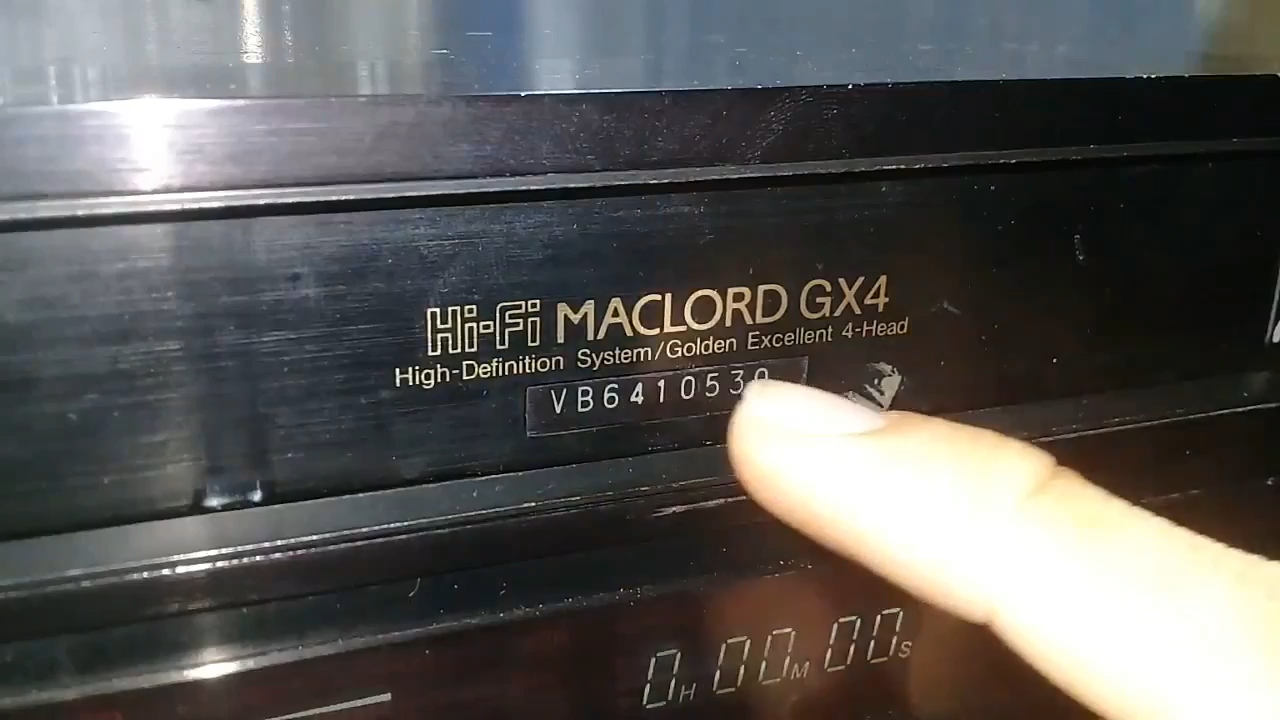 Hi-Fi MACLORD GX4
High-Definition System/Golden Excellent 4-Head
VB6410530
0H 00M 00S